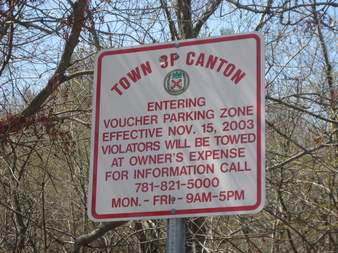 TOWN OF CANTON
ENTERING
VOUCHER PARKING ZONE
EFFECTIVE NOV. 15, 2003
VIOLATORS WILL BE TOWED
AT OWNER'S EXPENSE
FOR INFORMATION CALL
781-821-5000
MON. - FRI. - 9AM-5PM